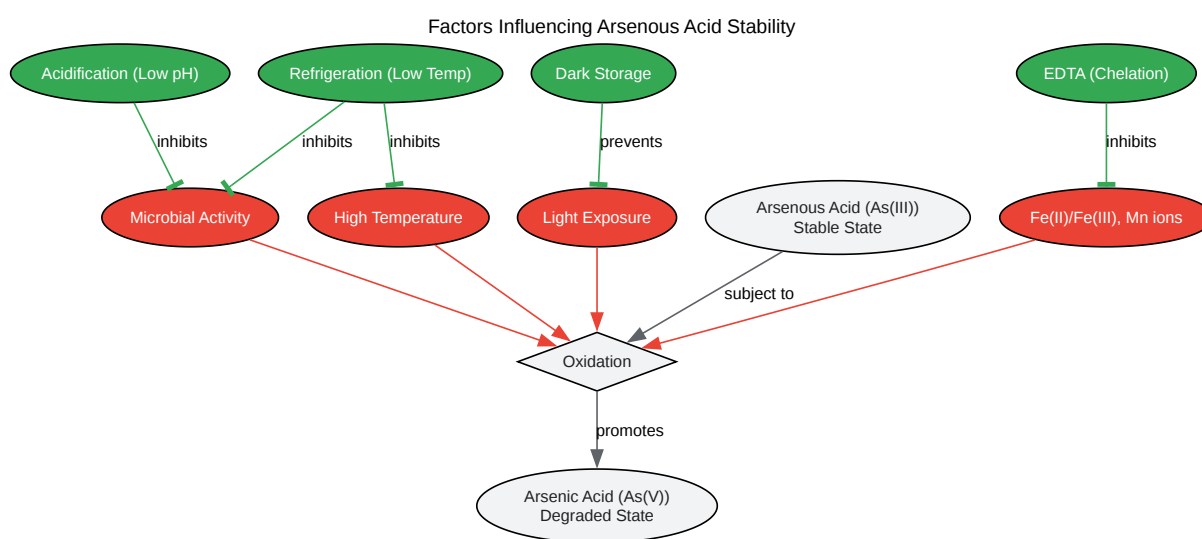 Factors Influencing Arsenous Acid Stability
Acidification (Low pH)
Refrigeration (Low Temp)
Dark Storage
EDTA (Chelation)
inhibits
inhibits
inhibits
prevents
inhibits
Microbial Activity
High Temperature
Light Exposure
Arsenous Acid (As(III))
Stable State
Fe(II)/Fe(III), Mn ions
subject to
Oxidation
promotes
Arsenic Acid (As(V))
Degraded State